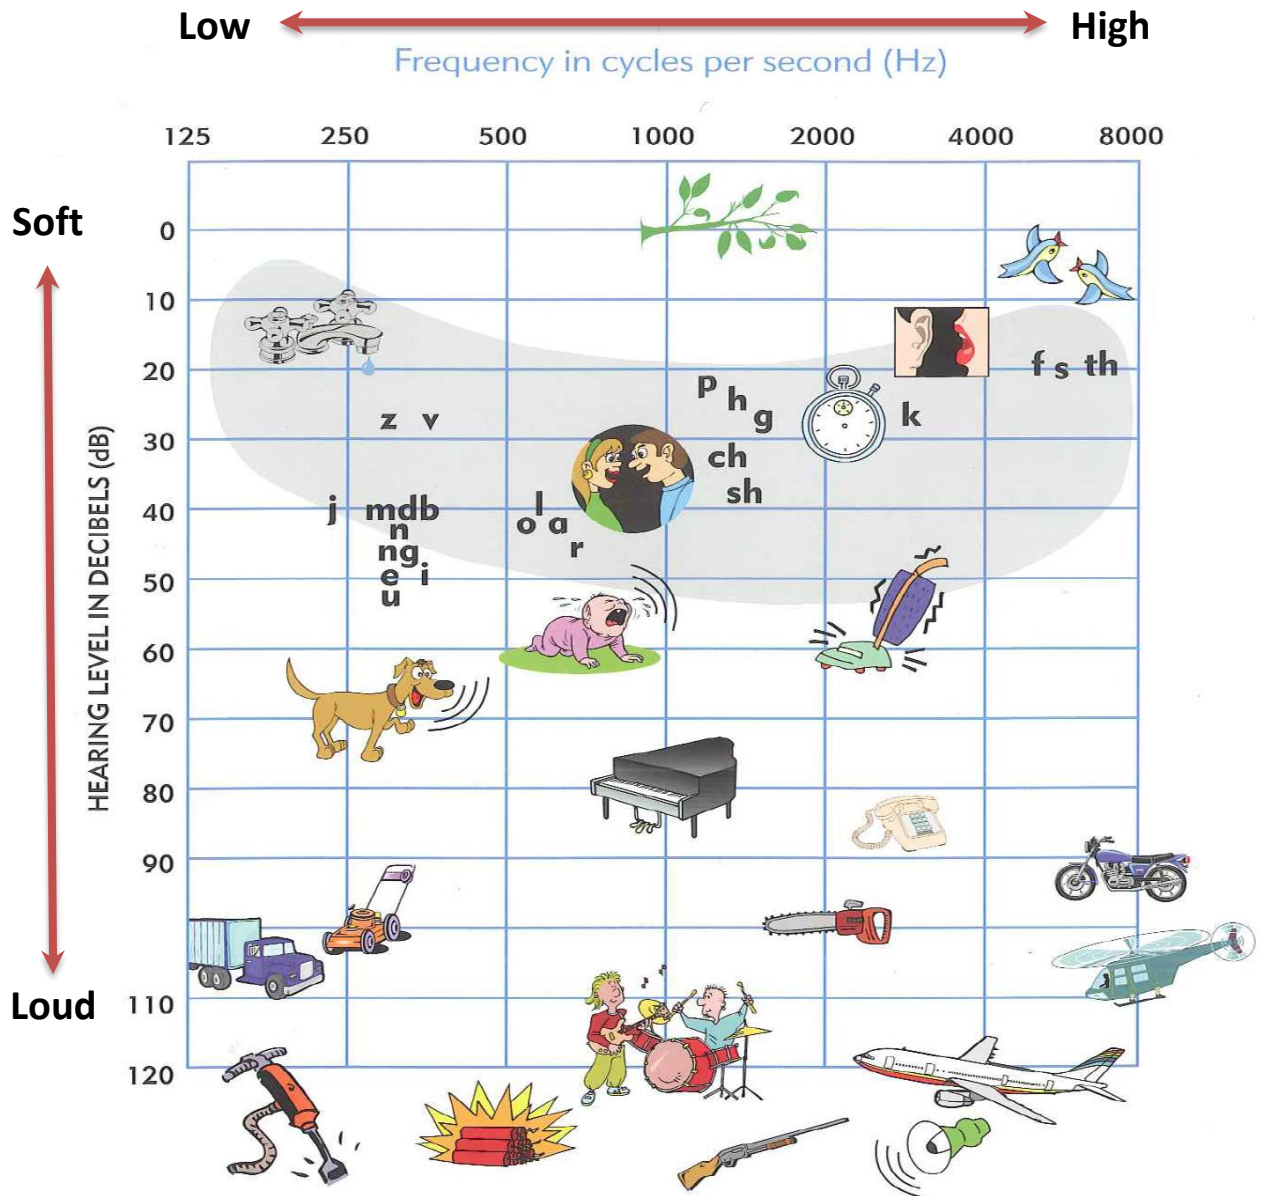 Low High
Frequency in cycles per second (Hz)
125 250 500 1000 2000 4000 8000
Soft
0
10
20
f s th
p
h
g
k
z v
30
ch
sh
40
j
mdb
l
o a
n
r
ng
50
e i
u
60
70
80
90
110
120
HEARING LEVEL IN DECIBELS (dB)
Loud